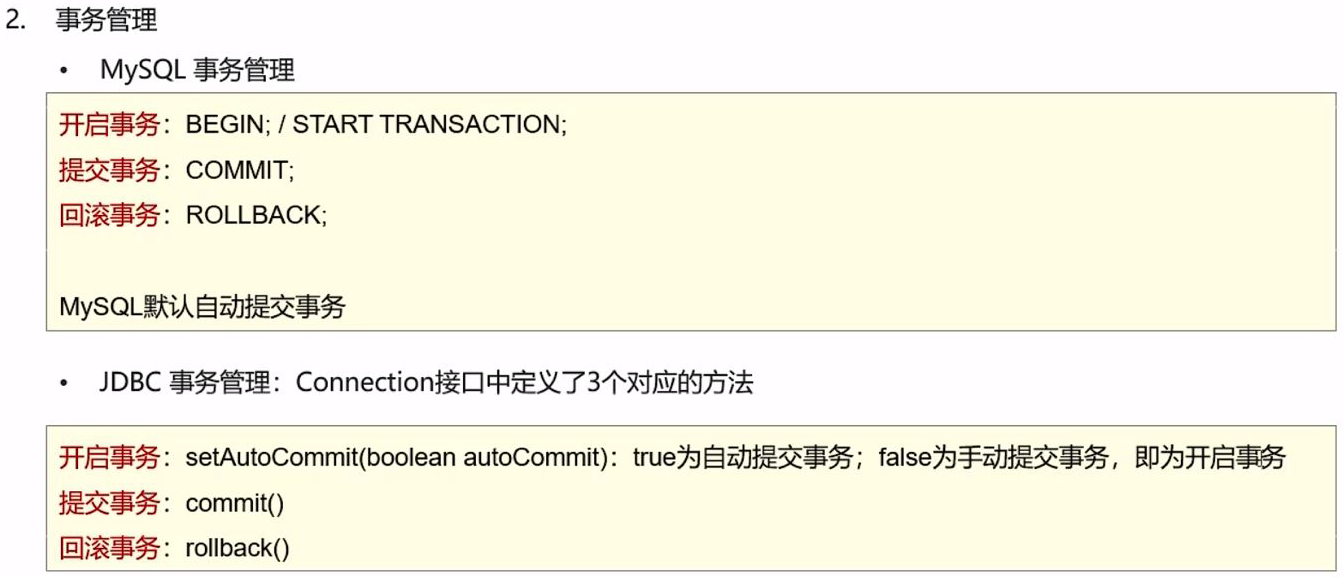 2. 事务管理
• MySQL 事务管理
开启事务：BEGIN; / START TRANSACTION;
提交事务：COMMIT;
回滚事务：ROLLBACK;
MySQL默认自动提交事务
• JDBC 事务管理：Connection接口中定义了3个对应的方法
开启事务：setAutoCommit(boolean autoCommit)：true为自动提交事务；false为手动提交事务，即为开启事务
提交事务：commit()
回滚事务：rollback()